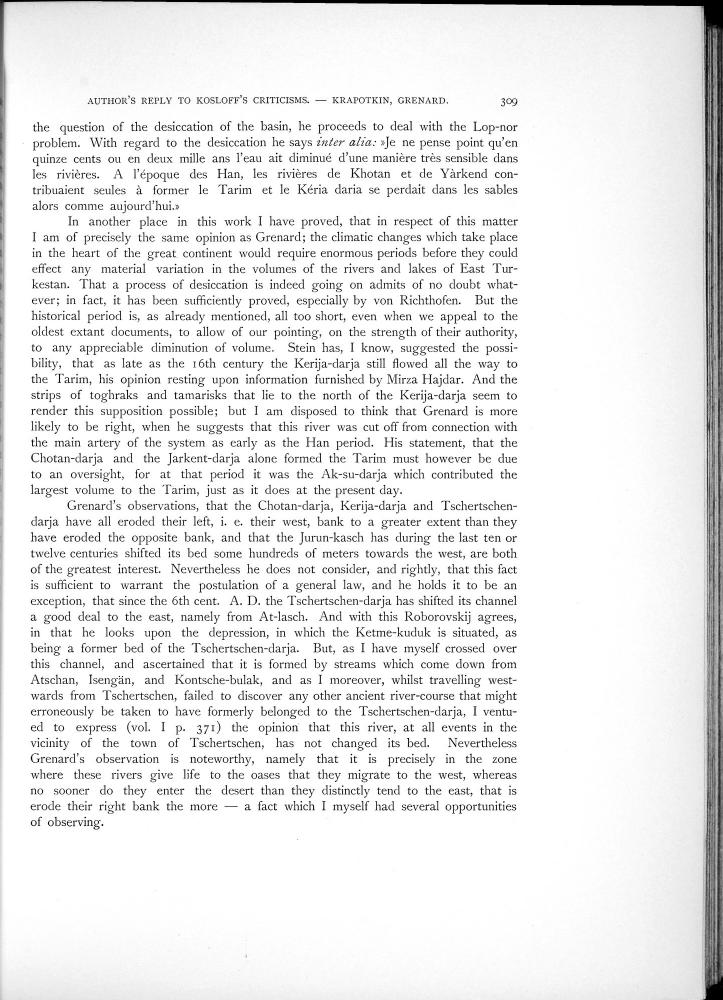 AUTHOR'S REPLY TO KOSLOFF'S CRITICISMS. — KRAPOTKIN, GRENARD. 309
the question of the desiccation of the basin, he proceeds to deal with the Lop-nor
problem. With regard to the desiccation he says inter alia: »Je ne pense point qu'en
quinze cents ou en deux mille ans l'eau ait diminué d'une manière très sensible dans
les rivières. A l'époque des Han, les rivières de Khotan et de Yàrkend con-
tribuaient seules à former le Tarim et le Kéria daria se perdait dans les sables
alors comme aujourd'hui.»
In another place in this work I have proved, that in respect of this matter
I am of precisely the same opinion as Grenard; the climatic changes which take place
in the heart of the great continent would require enormous periods before they could
effect any material variation in the volumes of the rivers and lakes of East Tur-
kestan. That a process of desiccation is indeed going on admits of no doubt what-
ever; in fact, it has been sufficiently proved, especially by von Richthofen. But the
historical period is, as already mentioned, all too short, even when we appeal to the
oldest extant documents, to allow of our pointing, on the strength of their authority,
to any appreciable diminution of volume. Stein has, I know, suggested the possi-
bility, that as late as the 16th century the Kerija-darja still flowed all the way to
the Tarim, his opinion resting upon information furnished by Mirza Hajdar. And the
strips of toghraks and tamarisks that lie to the north of the Kerija-darja seem to
render this supposition possible; but I am disposed to think that Grenard is more
likely to be right, when he suggests that this river was cut off from connection with
the main artery of the system as early as the Han period. His statement, that the
Chotan-darja and the Jarkent-darja alone formed the Tarim must however be due
to an oversight, for at that period it was the Ak-su-darja which contributed the
largest volume to the Tarim, just as it does at the present day.
Grenard's observations, that the Chotan-darja, Kerija-darja and Tschertschen-
darja have all eroded their left, i. e. their west, bank to a greater extent than they
have eroded the opposite bank, and that the Jurun-kasch has during the last ten or
twelve centuries shifted its bed some hundreds of meters towards the west, are both
of the greatest interest. Nevertheless he does not consider, and rightly, that this fact
is sufficient to warrant the postulation of a general law, and he holds it to be an
exception, that since the 6th cent. A. D. the Tschertschen-darja has shifted its channel
a good deal to the east, namely from At-lasch. And with this Roborovskij agrees,
in that he looks upon the depression, in which the Ketme-kuduk is situated, as
being a former bed of the Tschertschen-darja. But, as I have myself crossed over
this channel, and ascertained that it is formed by streams which come down from
Atschan, Isengän, and Kontsche-bulak, and as I moreover, whilst travelling west-
wards from Tschertschen, failed to discover any other ancient river-course that might
erroneously be taken to have formerly belonged to the Tschertschen-darja, I ventu-
ed to express (vol. I p. 371) the opinion that this river, at all events in the
vicinity of the town of Tschertschen, has not changed its bed. Nevertheless
Grenard's observation is noteworthy, namely that it is precisely in the zone
where these rivers give life to the oases that they migrate to the west, whereas
no sooner do they enter the desert than they distinctly tend to the east, that is
erode their right bank the more — a fact which I myself had several opportunities
of observing.